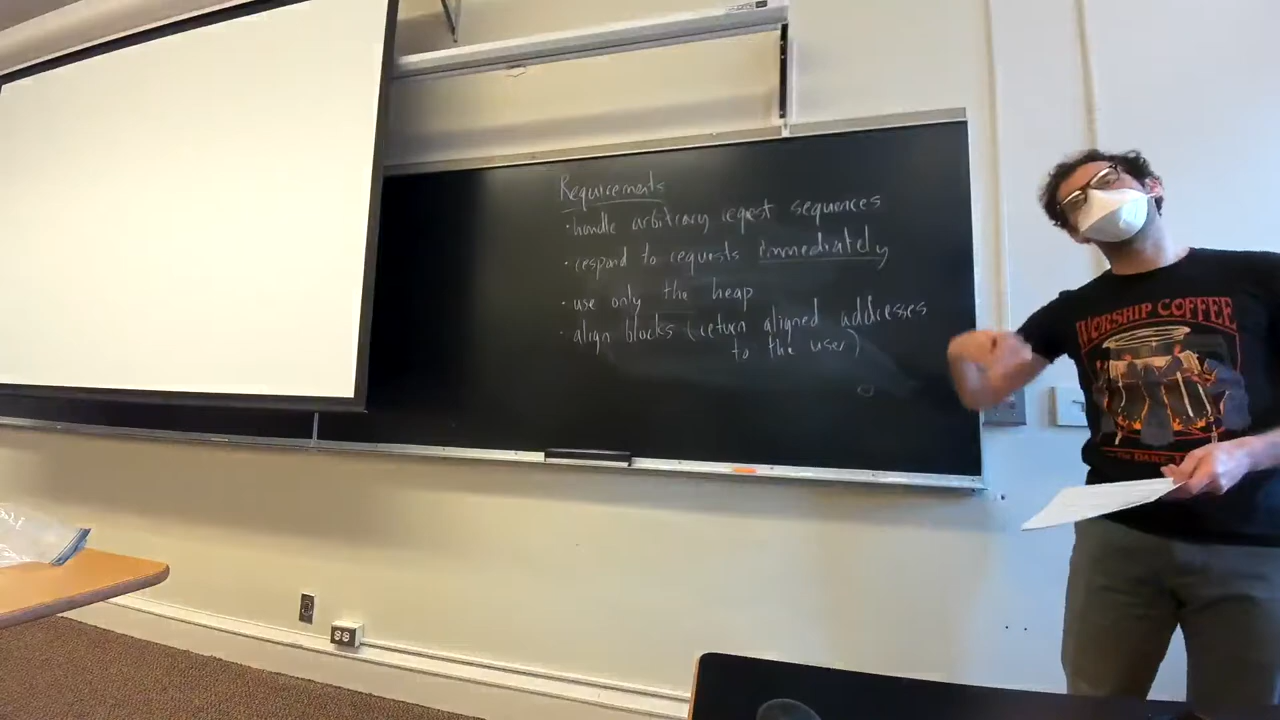 Requirements
· handle arbitrary reqest sequences
· respond to requests immediately
· use only the heap
· align blocks (return aligned addresses
to the user)
WORSHIP COFFEE